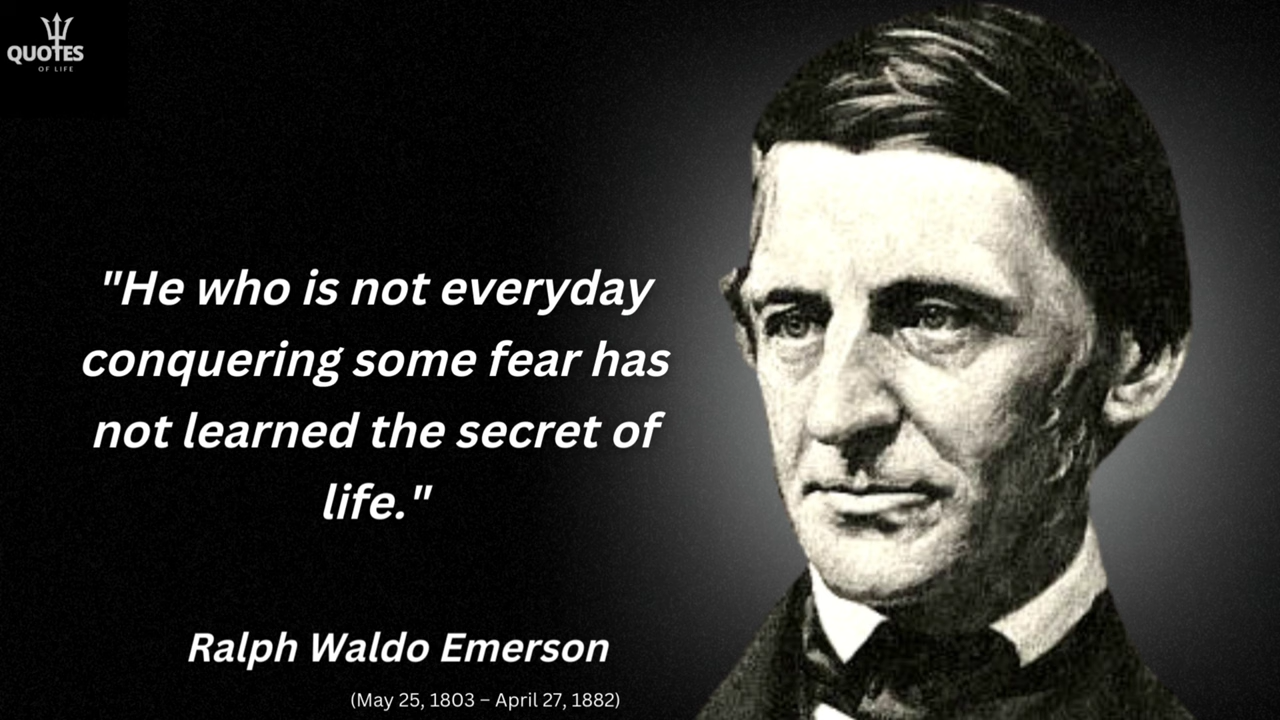 QUOTES
OF LIFE
"He who is not everyday
conquering some fear has
not learned the secret of
life."
Ralph Waldo Emerson
(May 25, 1803 – April 27, 1882)